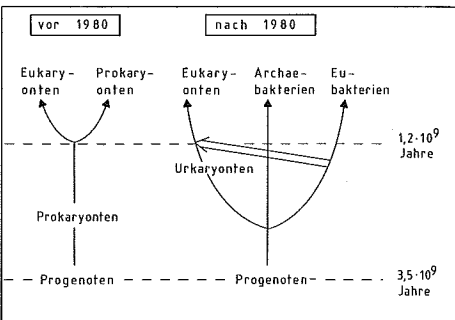 vor 1980
nach 1980
Eukary-
onten
Prokary-
onten
Eukary-
onten
Archae-
bakterien
Eu-
bakterien
1,2·10⁹
Jahre
Urkaryonten
Prokaryonten
Progenoten
Progenoten
3,5·10⁹
Jahre